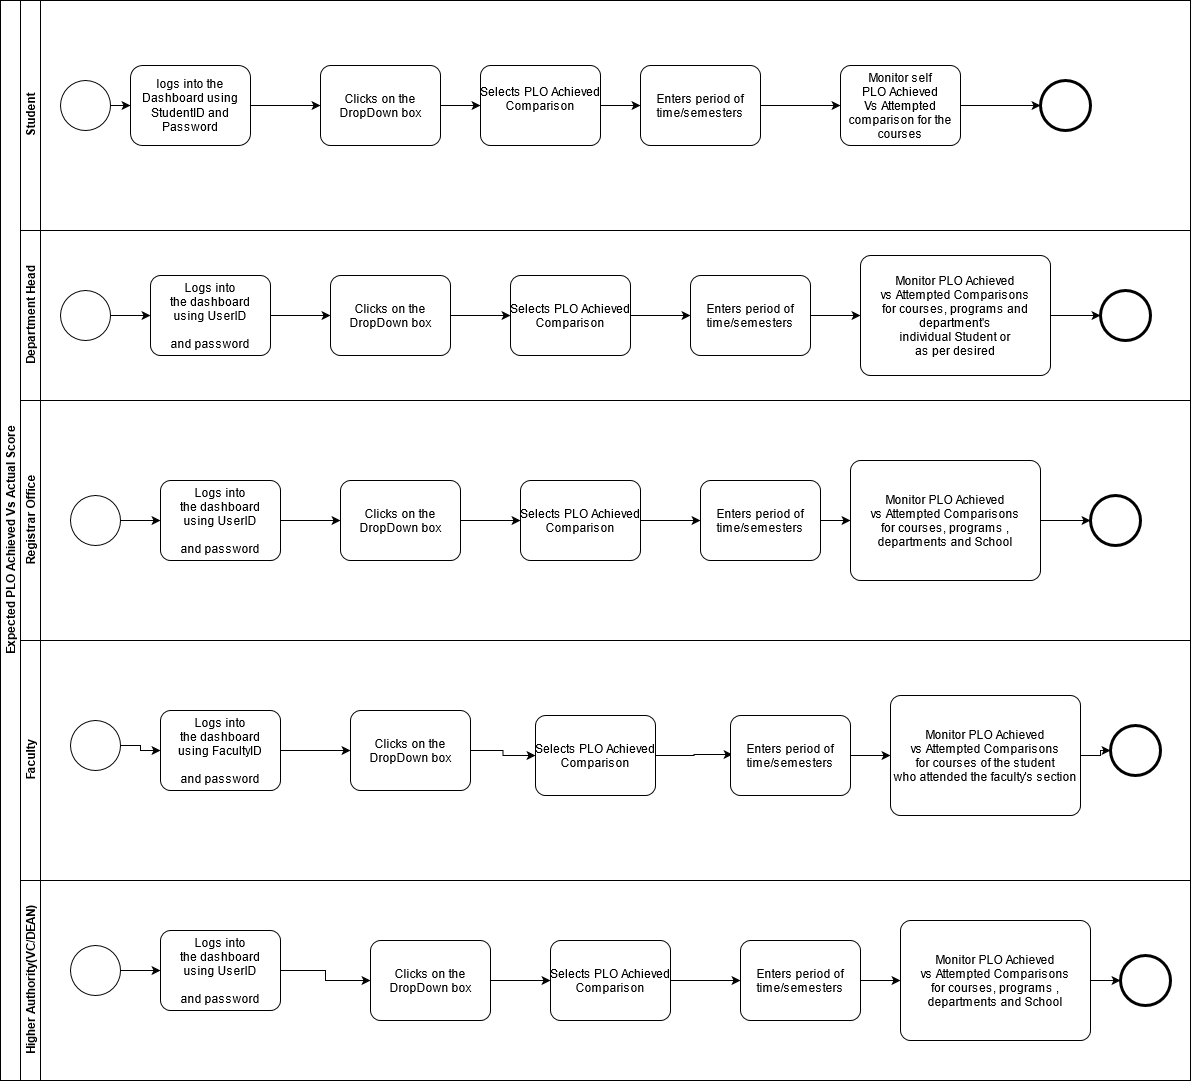 Expected PLO Achieved Vs Actual Score
Student
logs into the
Dashboard using
StudentID and
Password
Clicks on the
DropDown box
Selects PLO Achieved
Comparison
Enters period of
time/semesters
Monitor self
PLO Achieved
Vs Attempted
comparison for the
courses
Department Head
Logs into
the dashboard
using UserID
and password
Clicks on the
DropDown box
Selects PLO Achieved
Comparison
Enters period of
time/semesters
Monitor PLO Achieved
vs Attempted Comparisons
for courses, programs and
department's
individual Student or
as per desired
Registrar Office
Logs into
the dashboard
using UserID
and password
Clicks on the
DropDown box
Selects PLO Achieved
Comparison
Enters period of
time/semesters
Monitor PLO Achieved
vs Attempted Comparisons
for courses, programs ,
departments and School
Faculty
Logs into
the dashboard
using FacultyID
and password
Clicks on the
DropDown box
Selects PLO Achieved
Comparison
Enters period of
time/semesters
Monitor PLO Achieved
vs Attempted Comparisons
for courses of the student
who attended the faculty's section
Higher Authority(VC/DEAN)
Logs into
the dashboard
using UserID
and password
Clicks on the
DropDown box
Selects PLO Achieved
Comparison
Enters period of
time/semesters
Monitor PLO Achieved
vs Attempted Comparisons
for courses, programs ,
departments and School